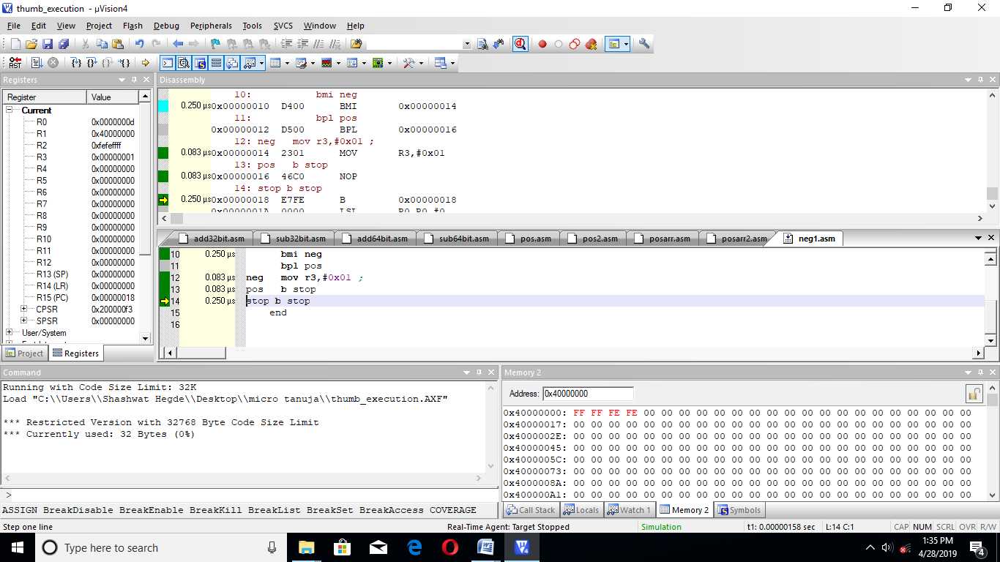 thumb_execution - µVision4
File Edit View Project Flash Debug Peripherals Tools SVCS Window Help
Registers
Register Value
Current
R0 0x0000000d
R1 0x40000000
R2 0xfefeffff
R3 0x00000001
R4 0x00000000
R5 0x00000000
R6 0x00000000
R7 0x00000000
R8 0x00000000
R9 0x00000000
R10 0x00000000
R11 0x00000000
R12 0x00000000
R13 (SP) 0x00000000
R14 (LR) 0x00000000
R15 (PC) 0x00000018
CPSR 0x200000f3
SPSR 0x00000000
User/System
Project Registers
Disassembly
10: bmi neg
0.250 µs 0x00000010 D400 BMI 0x00000014
11: bpl pos
0x00000012 D500 BPL 0x00000016
12: neg mov r3,#0x01 ;
0.083 µs 0x00000014 2301 MOV R3,#0x01
13: pos b stop
0.083 µs 0x00000016 46C0 NOP
14: stop b stop
0.250 µs 0x00000018 E7FE B 0x00000018
0x0000001A 0000 LSL R0,R0,#0
add32bit.asm sub32bit.asm add64bit.asm sub64bit.asm pos.asm pos2.asm posarr.asm posarr2.asm neg1.asm
10 0.250 µs bmi neg
11 bpl pos
12 0.083 µs neg mov r3,#0x01 ;
13 0.083 µs pos b stop
14 0.250 µs stop b stop
15 end
16
Command
Running with Code Size Limit: 32K
Load "C:\\Users\\Shashwat Hegde\\Desktop\\micro tanuja\\thumb_execution.AXF"
*** Restricted Version with 32768 Byte Code Size Limit
*** Currently used: 32 Bytes (0%)
>
ASSIGN BreakDisable BreakEnable BreakKill BreakList BreakSet BreakAccess COVERAGE
Memory 2
Address: 0x40000000
0x40000000: FF FF FE FE 00 00 00 00 00 00 00 00 00 00 00 00 00 00 00 00 00 00 00
0x40000017: 00 00 00 00 00 00 00 00 00 00 00 00 00 00 00 00 00 00 00 00 00 00 00
0x4000002E: 00 00 00 00 00 00 00 00 00 00 00 00 00 00 00 00 00 00 00 00 00 00 00
0x40000045: 00 00 00 00 00 00 00 00 00 00 00 00 00 00 00 00 00 00 00 00 00 00 00
0x4000005C: 00 00 00 00 00 00 00 00 00 00 00 00 00 00 00 00 00 00 00 00 00 00 00
0x40000073: 00 00 00 00 00 00 00 00 00 00 00 00 00 00 00 00 00 00 00 00 00 00 00
0x4000008A: 00 00 00 00 00 00 00 00 00 00 00 00 00 00 00 00 00 00 00 00 00 00 00
0x400000A1: 00 00 00 00 00 00 00 00 00 00 00 00 00 00 00 00 00 00 00 00 00 00 00
Call Stack Locals Watch 1 Memory 2 Symbols
Step one line Real-Time Agent: Target Stopped Simulation t1: 0.00000158 sec L:14 C:1 CAP NUM SCRL OVR R/W
Type here to search
1:35 PM
4/28/2019
4